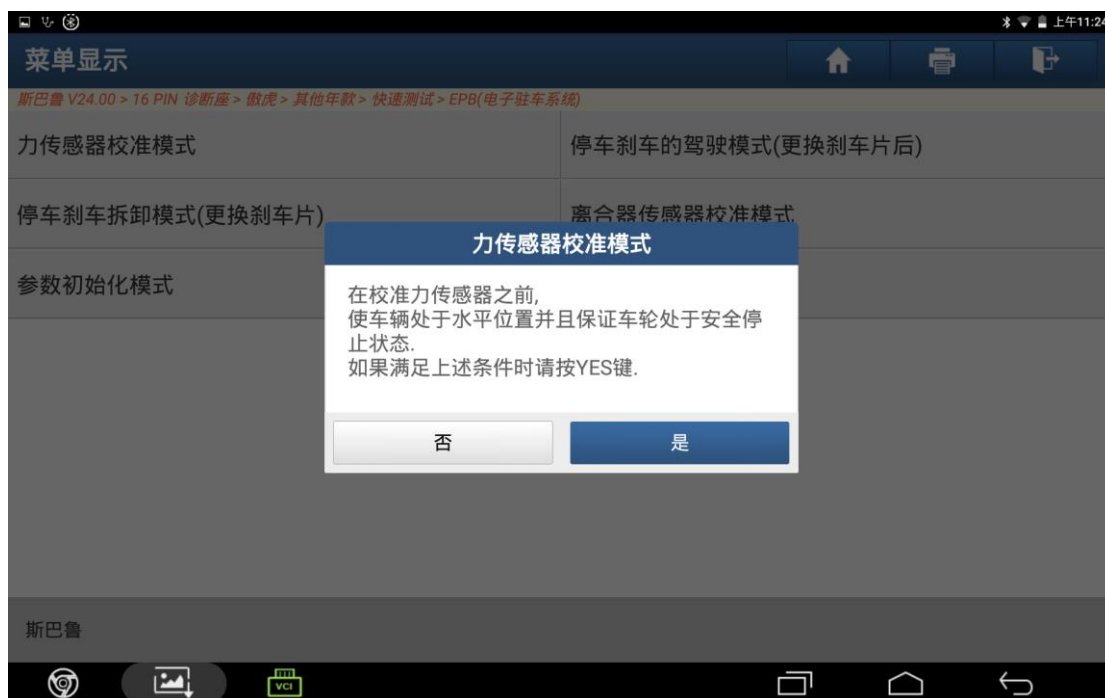 上午11:24
菜单显示
斯巴鲁 V24.00 > 16 PIN 诊断座 > 傲虎 > 其他年款 > 快速测试 > EPB(电子驻车系统)
力传感器校准模式
停车刹车的驾驶模式(更换刹车片后)
停车刹车拆卸模式(更换刹车片)
离合器传感器校准模式
参数初始化模式
力传感器校准模式
在校准力传感器之前,
使车辆处于水平位置并且保证车轮处于安全停
止状态.
如果满足上述条件时请按YES键.
否
是
斯巴鲁
VCI